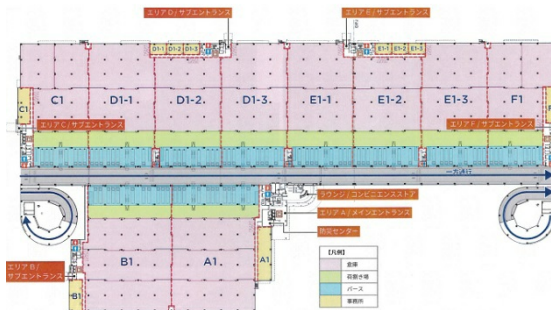 エリア D / サブエントランス
エリア E / サブエントランス
D1-1 D1-2 D1-3
E1-1 E1-2 E1-3
C1
C1 D1-1 D1-2 D1-3 E1-1 E1-2 E1-3 F1
エリア C / サブエントランス
エリア F / サブエントランス
一方通行
ラウンジ / コンビニエンスストア
エリア A / メインエントランス
防災センター
B1 A1
A1
エリア B /
サブエントランス
B1
【凡例】
倉庫
荷捌き場
バース
事務所